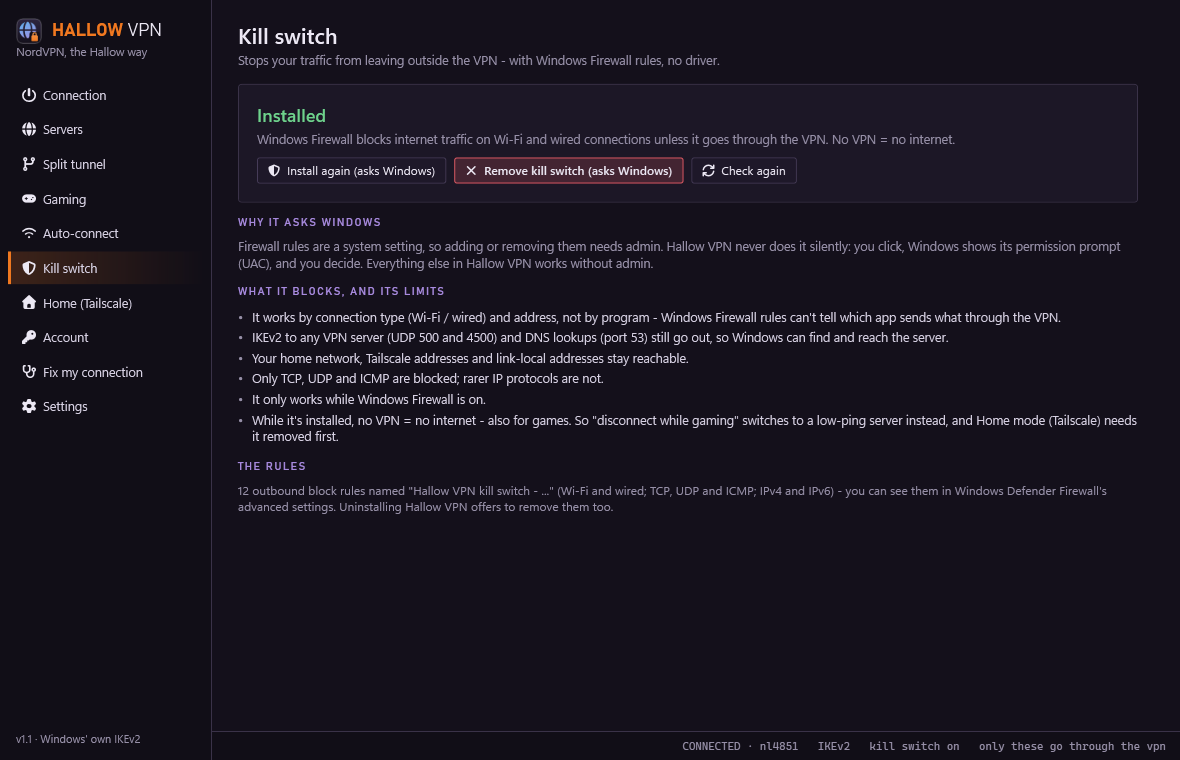 HALLOW VPN
NordVPN, the Hallow way
Connection
Servers
Split tunnel
Gaming
Auto-connect
Kill switch
Home (Tailscale)
Account
Fix my connection
Settings
v1.1 · Windows' own IKEv2
Kill switch
Stops your traffic from leaving outside the VPN - with Windows Firewall rules, no driver.
Installed
Windows Firewall blocks internet traffic on Wi-Fi and wired connections unless it goes through the VPN. No VPN = no internet.
Install again (asks Windows)
Remove kill switch (asks Windows)
Check again
WHY IT ASKS WINDOWS
Firewall rules are a system setting, so adding or removing them needs admin. Hallow VPN never does it silently: you click, Windows shows its permission prompt
(UAC), and you decide. Everything else in Hallow VPN works without admin.
WHAT IT BLOCKS, AND ITS LIMITS
• It works by connection type (Wi-Fi / wired) and address, not by program - Windows Firewall rules can't tell which app sends what through the VPN.
• IKEv2 to any VPN server (UDP 500 and 4500) and DNS lookups (port 53) still go out, so Windows can find and reach the server.
• Your home network, Tailscale addresses and link-local addresses stay reachable.
• Only TCP, UDP and ICMP are blocked; rarer IP protocols are not.
• It only works while Windows Firewall is on.
• While it's installed, no VPN = no internet - also for games. So "disconnect while gaming" switches to a low-ping server instead, and Home mode (Tailscale) needs
it removed first.
THE RULES
12 outbound block rules named "Hallow VPN kill switch - ..." (Wi-Fi and wired; TCP, UDP and ICMP; IPv4 and IPv6) - you can see them in Windows Defender Firewall's
advanced settings. Uninstalling Hallow VPN offers to remove them too.
CONNECTED · nl4851 IKEv2 kill switch on only these go through the vpn